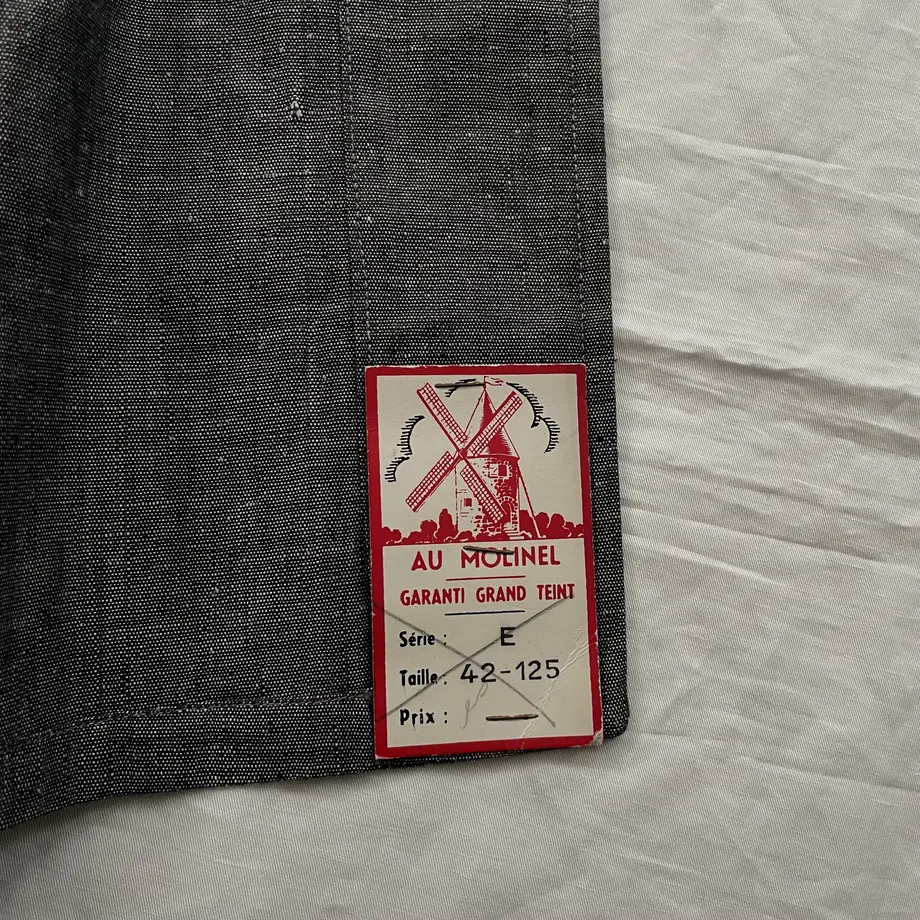 AU MOLINEL
GARANTI GRAND TEINT
Série : E
Taille : 42-125
Prix :